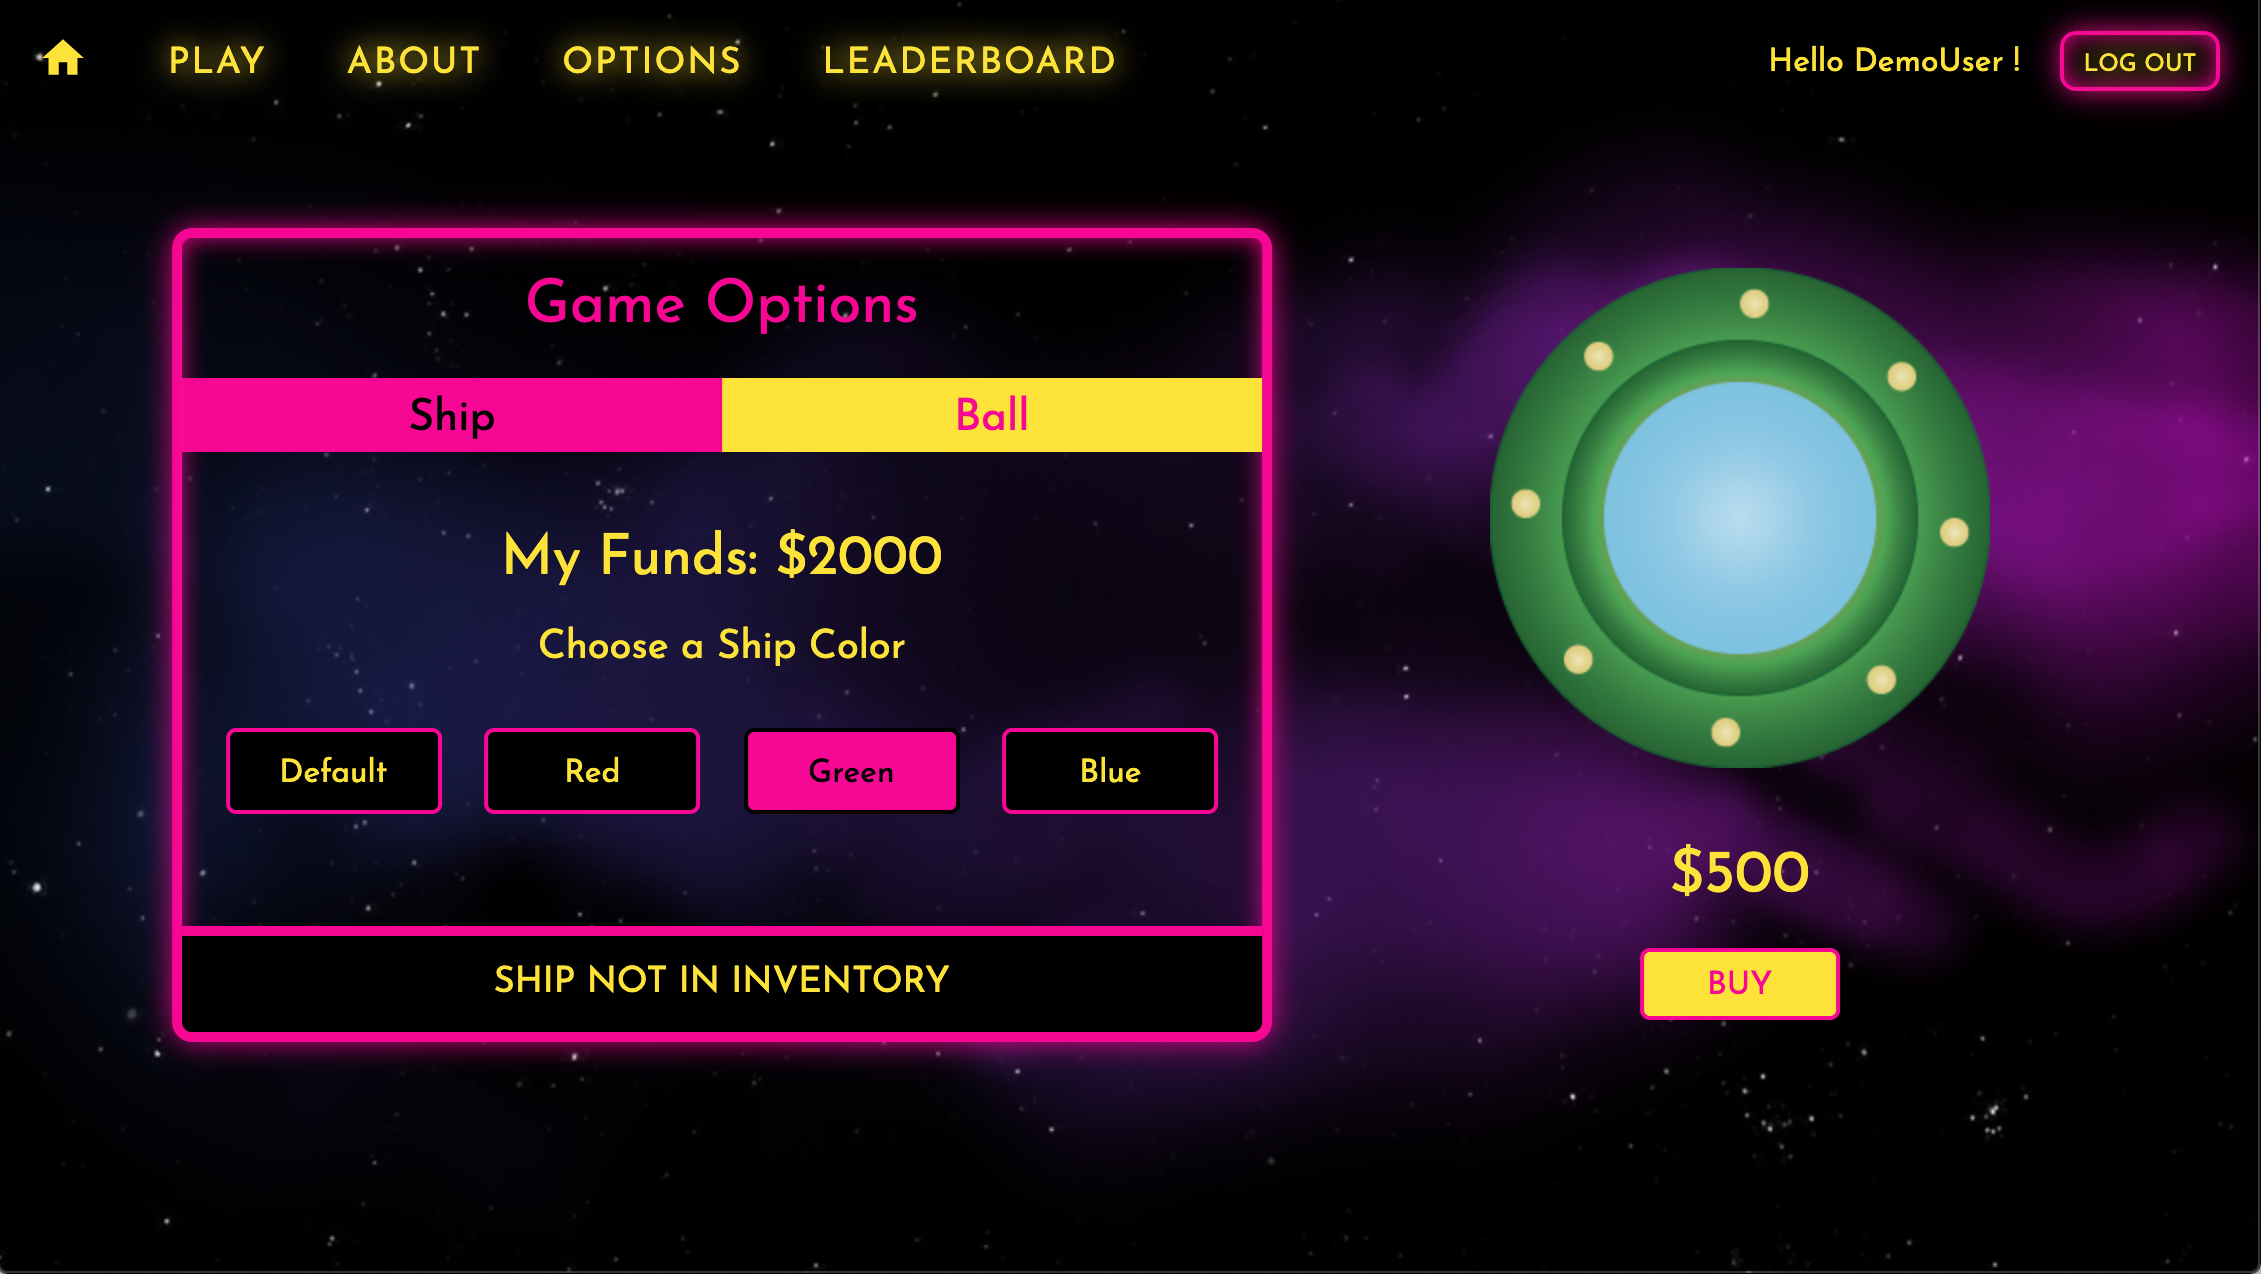 PLAY ABOUT OPTIONS LEADERBOARD Hello DemoUser ! LOG OUT
Game Options
Ship Ball
My Funds: $2000
Choose a Ship Color
Default Red Green Blue
SHIP NOT IN INVENTORY
$500
BUY